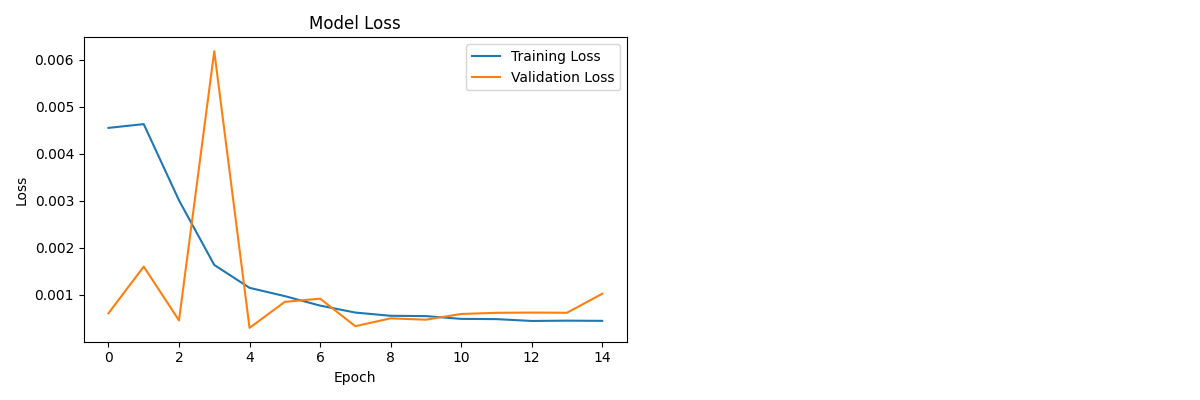 Model Loss
Training Loss
Validation Loss
0.006
0.005
0.004
0.003
0.002
0.001
Loss
0 2 4 6 8 10 12 14
Epoch